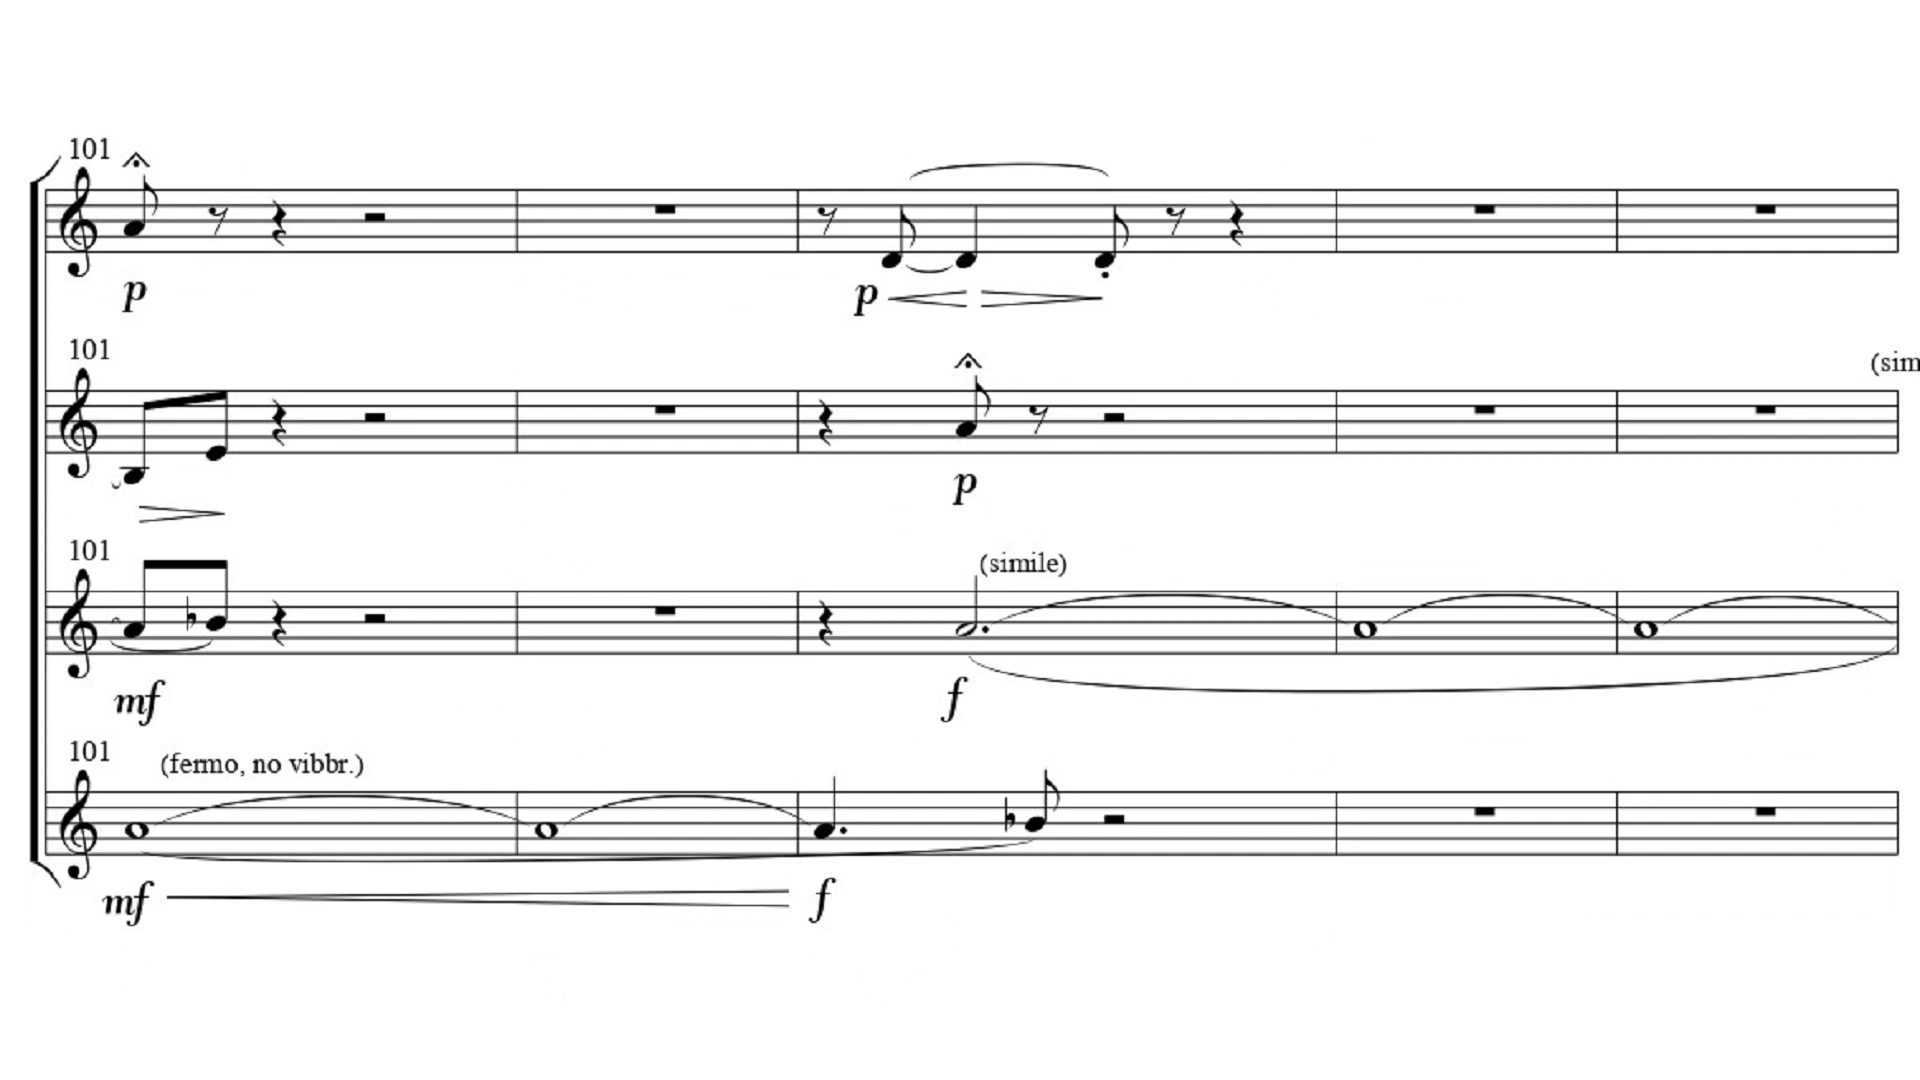 101
p
p
101
(sim
p
101
(simile)
mf
f
101
(fermo, no vibbr.)
mf
f